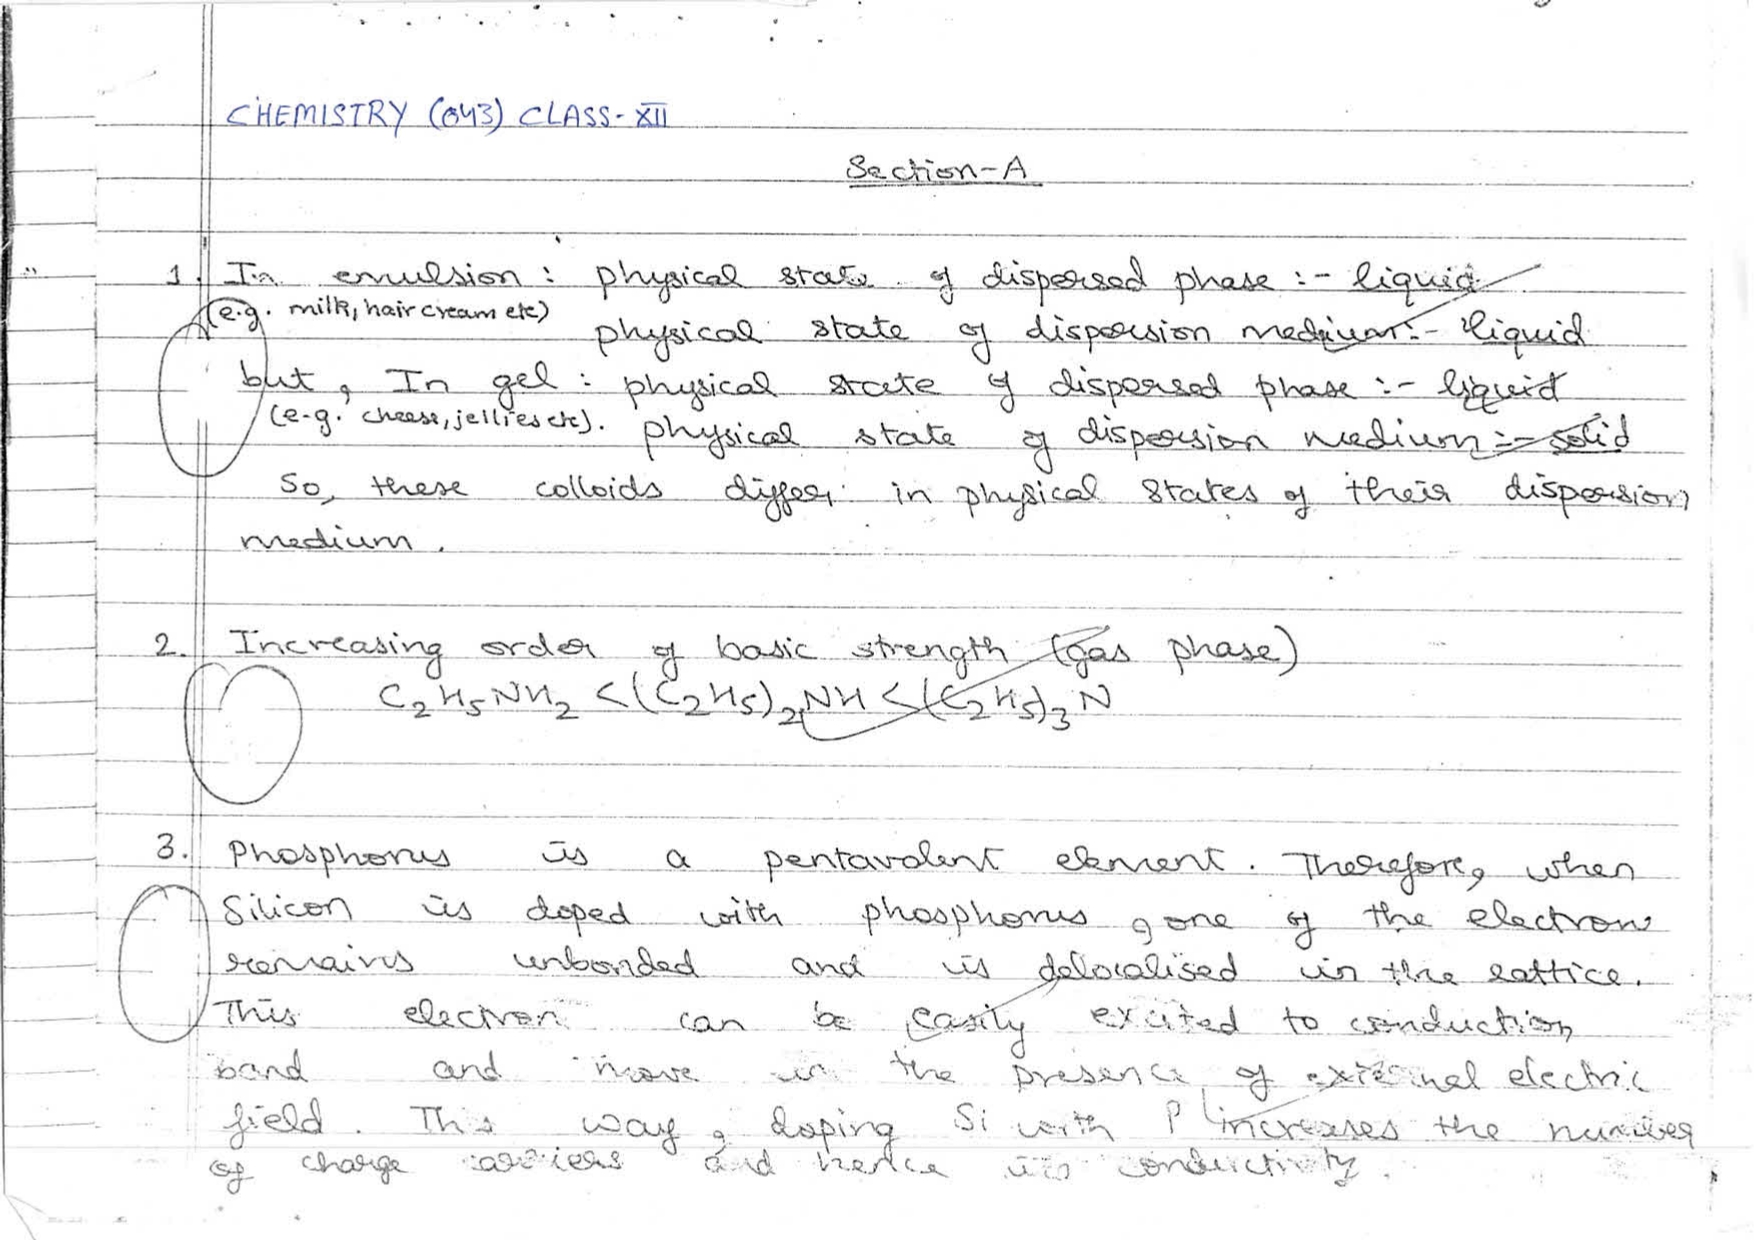 CHEMISTRY (043) CLASS-XII
Section-A
1. In emulsion : physical state of dispersed phase :- liquid
(e.g. milk, hair cream etc) physical state of dispersion medium :- liquid
but, In gel : physical state of dispersed phase :- liquid
(e-g. cheese, jellies etc). physical state of dispersion medium :- solid
So, these colloids differ in physical states of their dispersion
medium.
2. Increasing order of basic strength (gas phase)
C₂H₅NH₂ < (C₂H₅)₂NH < (C₂H₅)₃N
3. Phosphorus is a pentavalent element. Therefore, when
Silicon is doped with phosphorus, one of the electron
remains unbonded and is delocalised in the lattice.
This electron can be easily excited to conduction
band and move in the presence of external electric
field. This way, doping Si with P increases the number
of charge carriers and hence its conductivity.